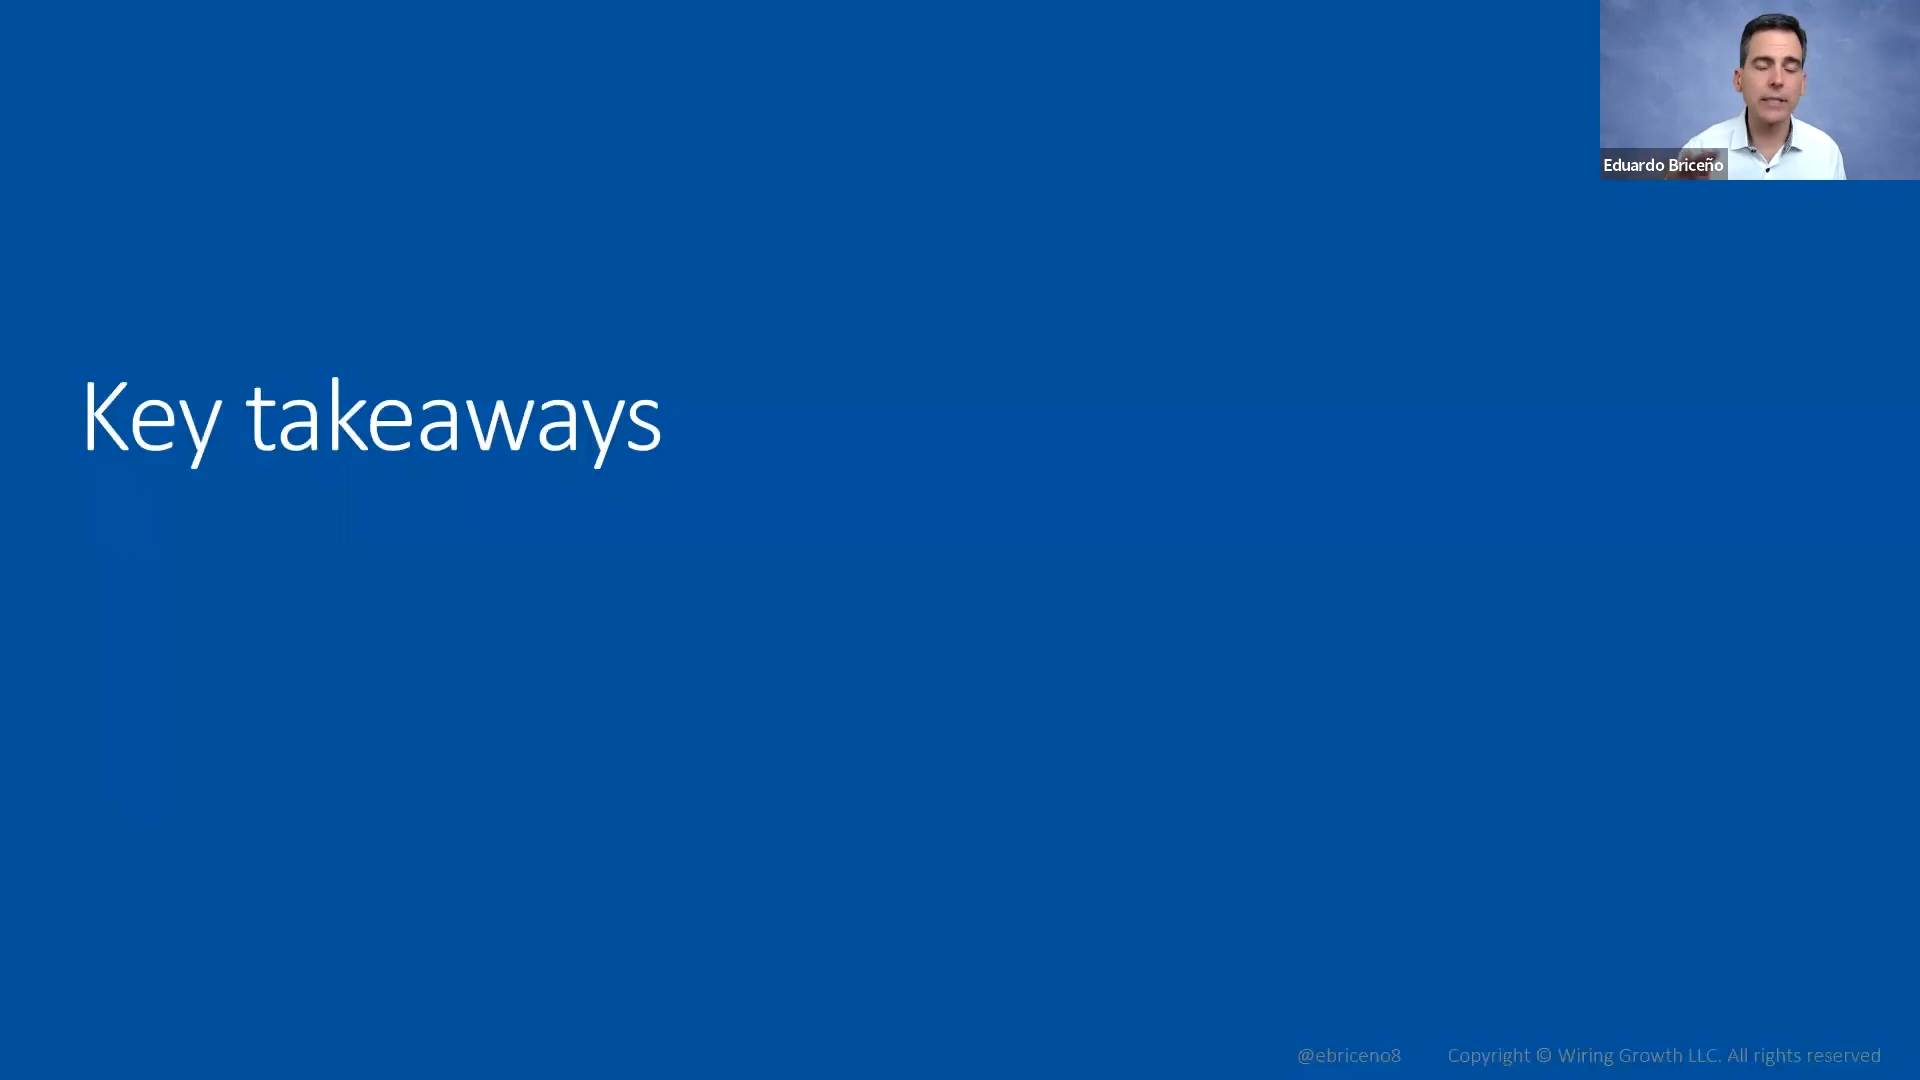 Eduardo Briceño
Key takeaways
@ebriceno8 Copyright © Wiring Growth LLC. All rights reserved